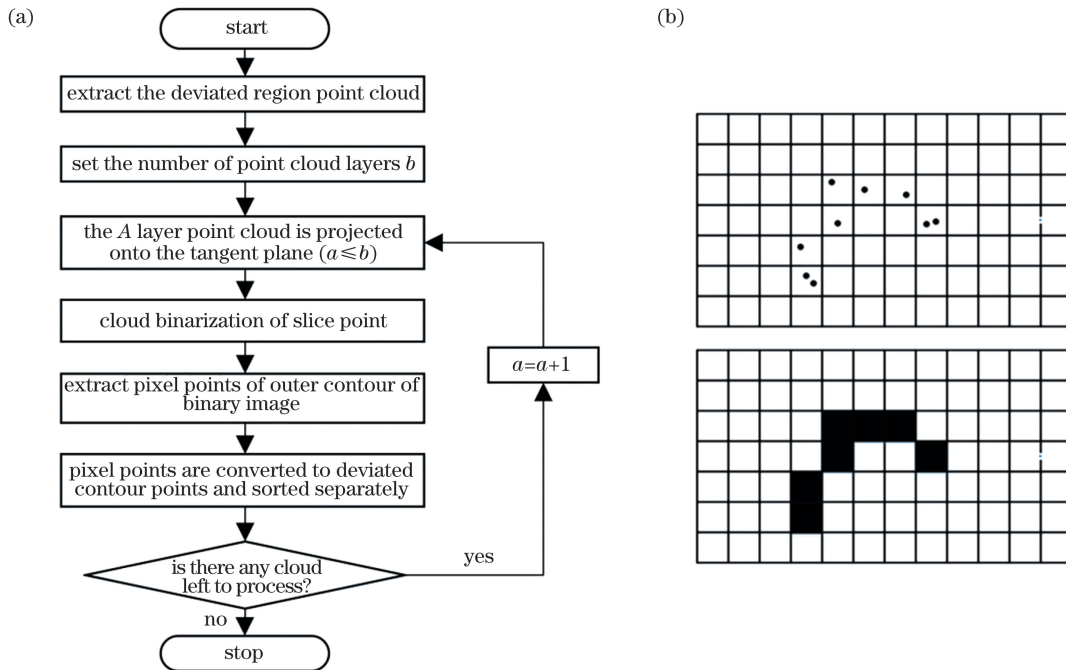 (a)
start
extract the deviated region point cloud
set the number of point cloud layers b
the A layer point cloud is projected
onto the tangent plane (a≤b)
cloud binarization of slice point
extract pixel points of outer contour of
binary image
pixel points are converted to deviated
contour points and sorted separately
is there any cloud
left to process?
yes
a=a+1
no
stop
(b)